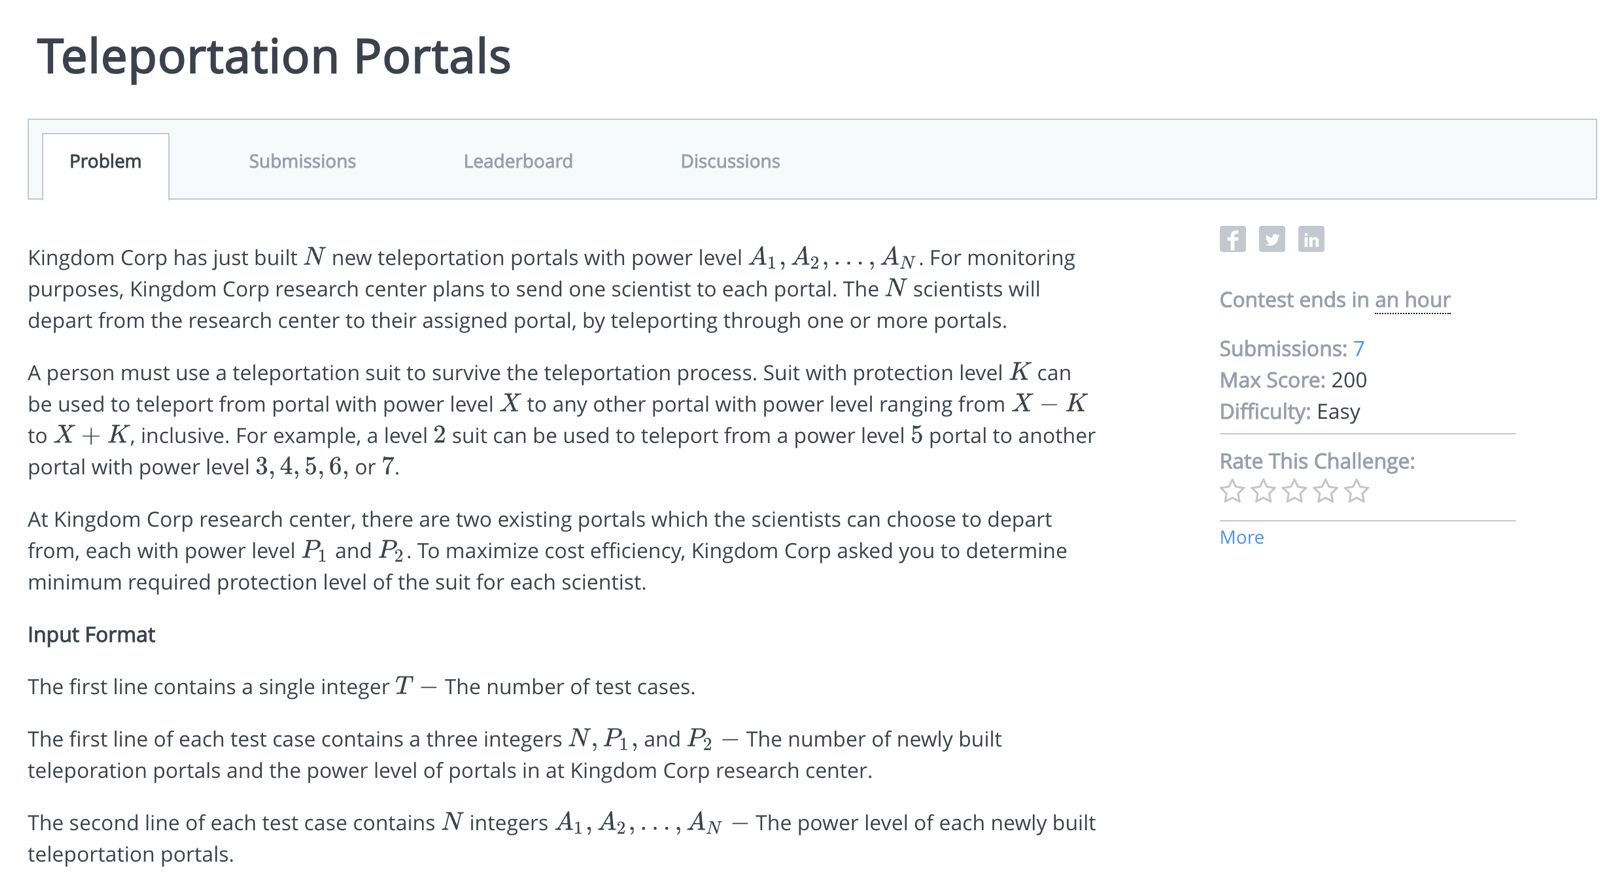 Teleportation Portals
Problem
Submissions
Leaderboard
Discussions
Kingdom Corp has just built N new teleportation portals with power level A₁, A₂, . . . , A_N. For monitoring
purposes, Kingdom Corp research center plans to send one scientist to each portal. The N scientists will
depart from the research center to their assigned portal, by teleporting through one or more portals.
A person must use a teleportation suit to survive the teleportation process. Suit with protection level K can
be used to teleport from portal with power level X to any other portal with power level ranging from X − K
to X + K, inclusive. For example, a level 2 suit can be used to teleport from a power level 5 portal to another
portal with power level 3, 4, 5, 6, or 7.
At Kingdom Corp research center, there are two existing portals which the scientists can choose to depart
from, each with power level P₁ and P₂. To maximize cost efficiency, Kingdom Corp asked you to determine
minimum required protection level of the suit for each scientist.
Input Format
The first line contains a single integer T − The number of test cases.
The first line of each test case contains a three integers N, P₁, and P₂ − The number of newly built
teleporation portals and the power level of portals in at Kingdom Corp research center.
The second line of each test case contains N integers A₁, A₂, . . . , A_N − The power level of each newly built
teleportation portals.
f
in
Contest ends in an hour
Submissions: 7
Max Score: 200
Difficulty: Easy
Rate This Challenge:
More